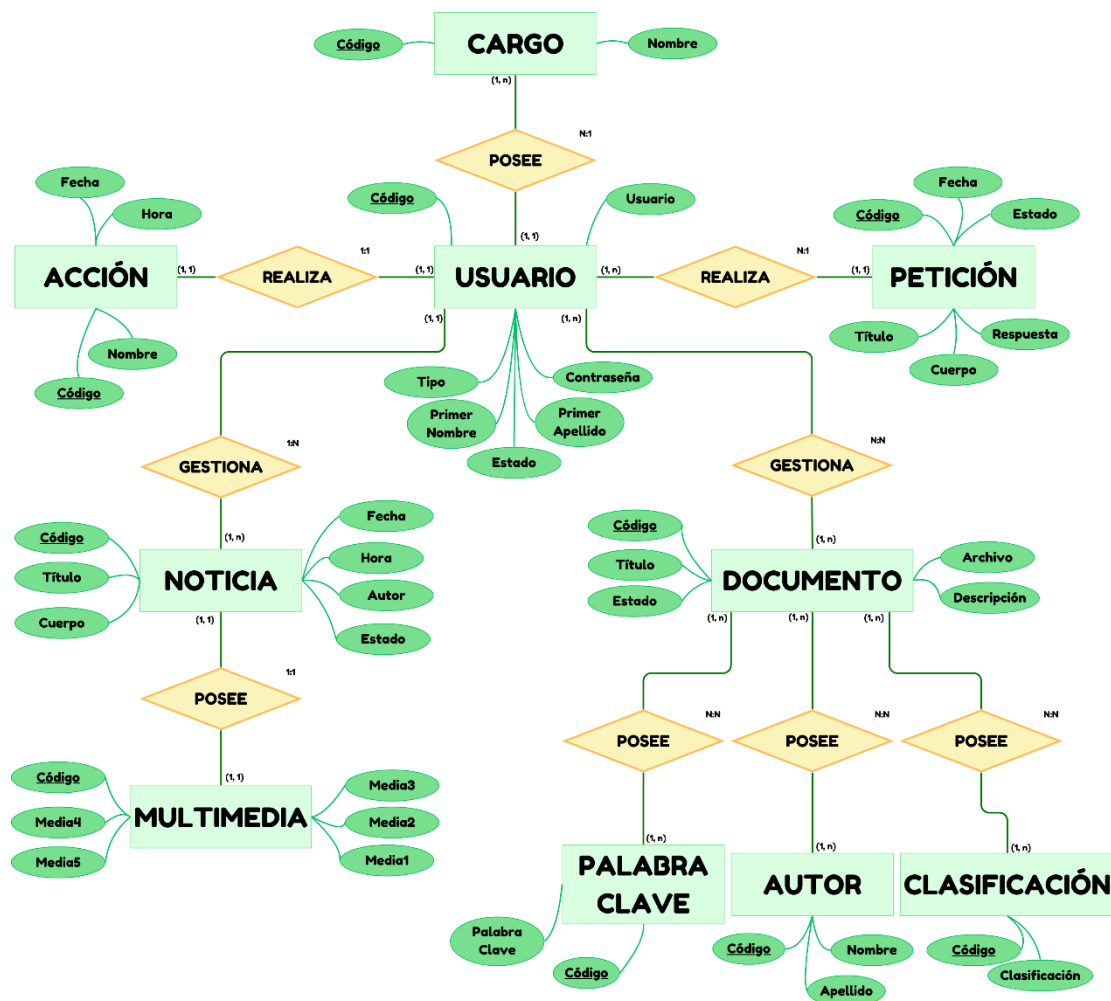 Código
CARGO
Nombre
(1, n)
N:1
POSEE
Fecha
Hora
Código
Usuario
Fecha
Código
Estado
(1, 1)
ACCIÓN
(1, 1)
1:1
REALIZA
(1, 1)
USUARIO
(1, n)
N:1
REALIZA
(1, 1)
PETICIÓN
(1, 1)
(1, n)
Nombre
Código
Título
Respuesta
Cuerpo
Tipo
Contraseña
Primer
Nombre
Primer
Apellido
Estado
1:N
GESTIONA
N:N
GESTIONA
(1, n)
(1, n)
Código
Título
Cuerpo
NOTICIA
Fecha
Hora
Autor
Estado
Código
Título
Estado
DOCUMENTO
Archivo
Descripción
(1, 1)
(1, n)
(1, n)
(1, n)
1:1
POSEE
N:N
POSEE
N:N
POSEE
N:N
POSEE
(1, 1)
Código
Media4
Media5
MULTIMEDIA
Media3
Media2
Media1
(1, n)
(1, n)
(1, n)
PALABRA
CLAVE
AUTOR
CLASIFICACIÓN
Palabra
Clave
Código
Código
Nombre
Apellido
Código
Clasificación